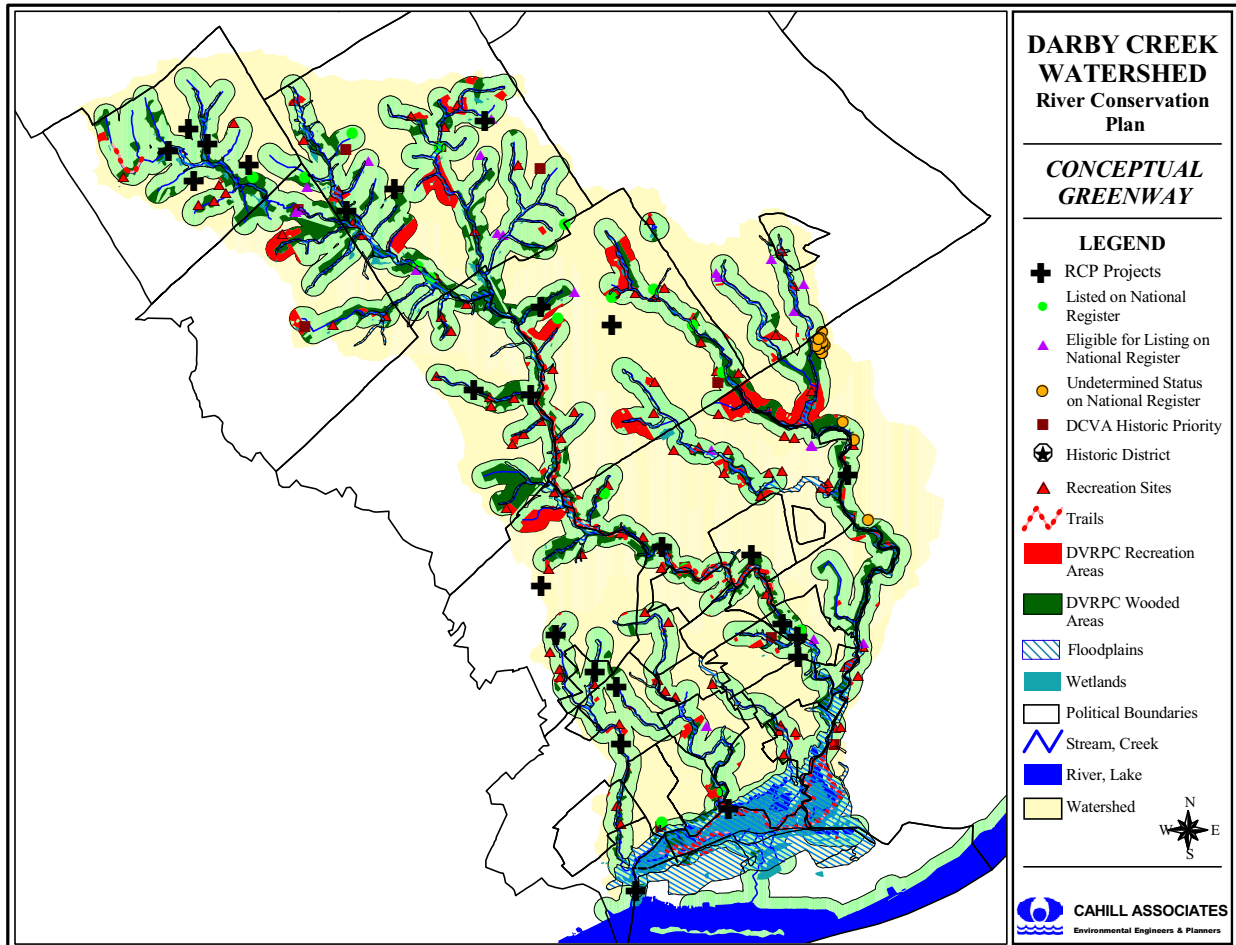 DARBY CREEK
WATERSHED
River Conservation
Plan
CONCEPTUAL
GREENWAY
LEGEND
RCP Projects
Listed on National
Register
Eligible for Listing on
National Register
Undetermined Status
on National Register
DCVA Historic Priority
Historic District
Recreation Sites
Trails
DVRPC Recreation
Areas
DVRPC Wooded
Areas
Floodplains
Wetlands
Political Boundaries
Stream, Creek
River, Lake
Watershed
N
W E
S
CAHILL ASSOCIATES
Environmental Engineers & Planners